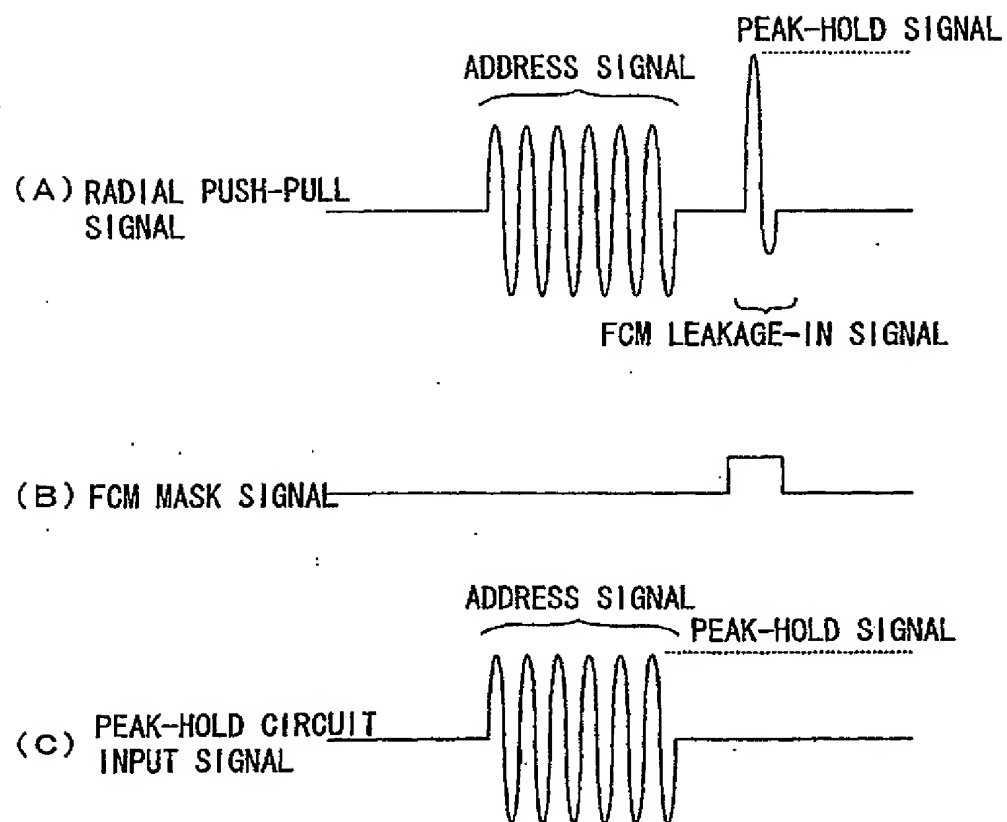 PEAK-HOLD SIGNAL
ADDRESS SIGNAL
(A) RADIAL PUSH-PULL
SIGNAL
FCM LEAKAGE-IN SIGNAL
(B) FCM MASK SIGNAL
ADDRESS SIGNAL
PEAK-HOLD SIGNAL
(C) PEAK-HOLD CIRCUIT
INPUT SIGNAL